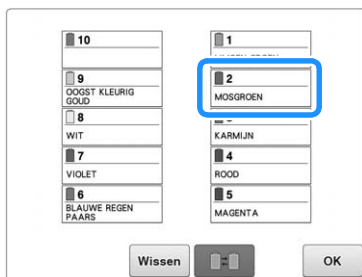 10
1
9
OOGST KLEURIG
GOUD
2
MOSGROEN
8
WIT
KARMIJN
7
VIOLET
4
ROOD
6
BLAUWE REGEN
PAARS
5
MAGENTA
Wissen
OK